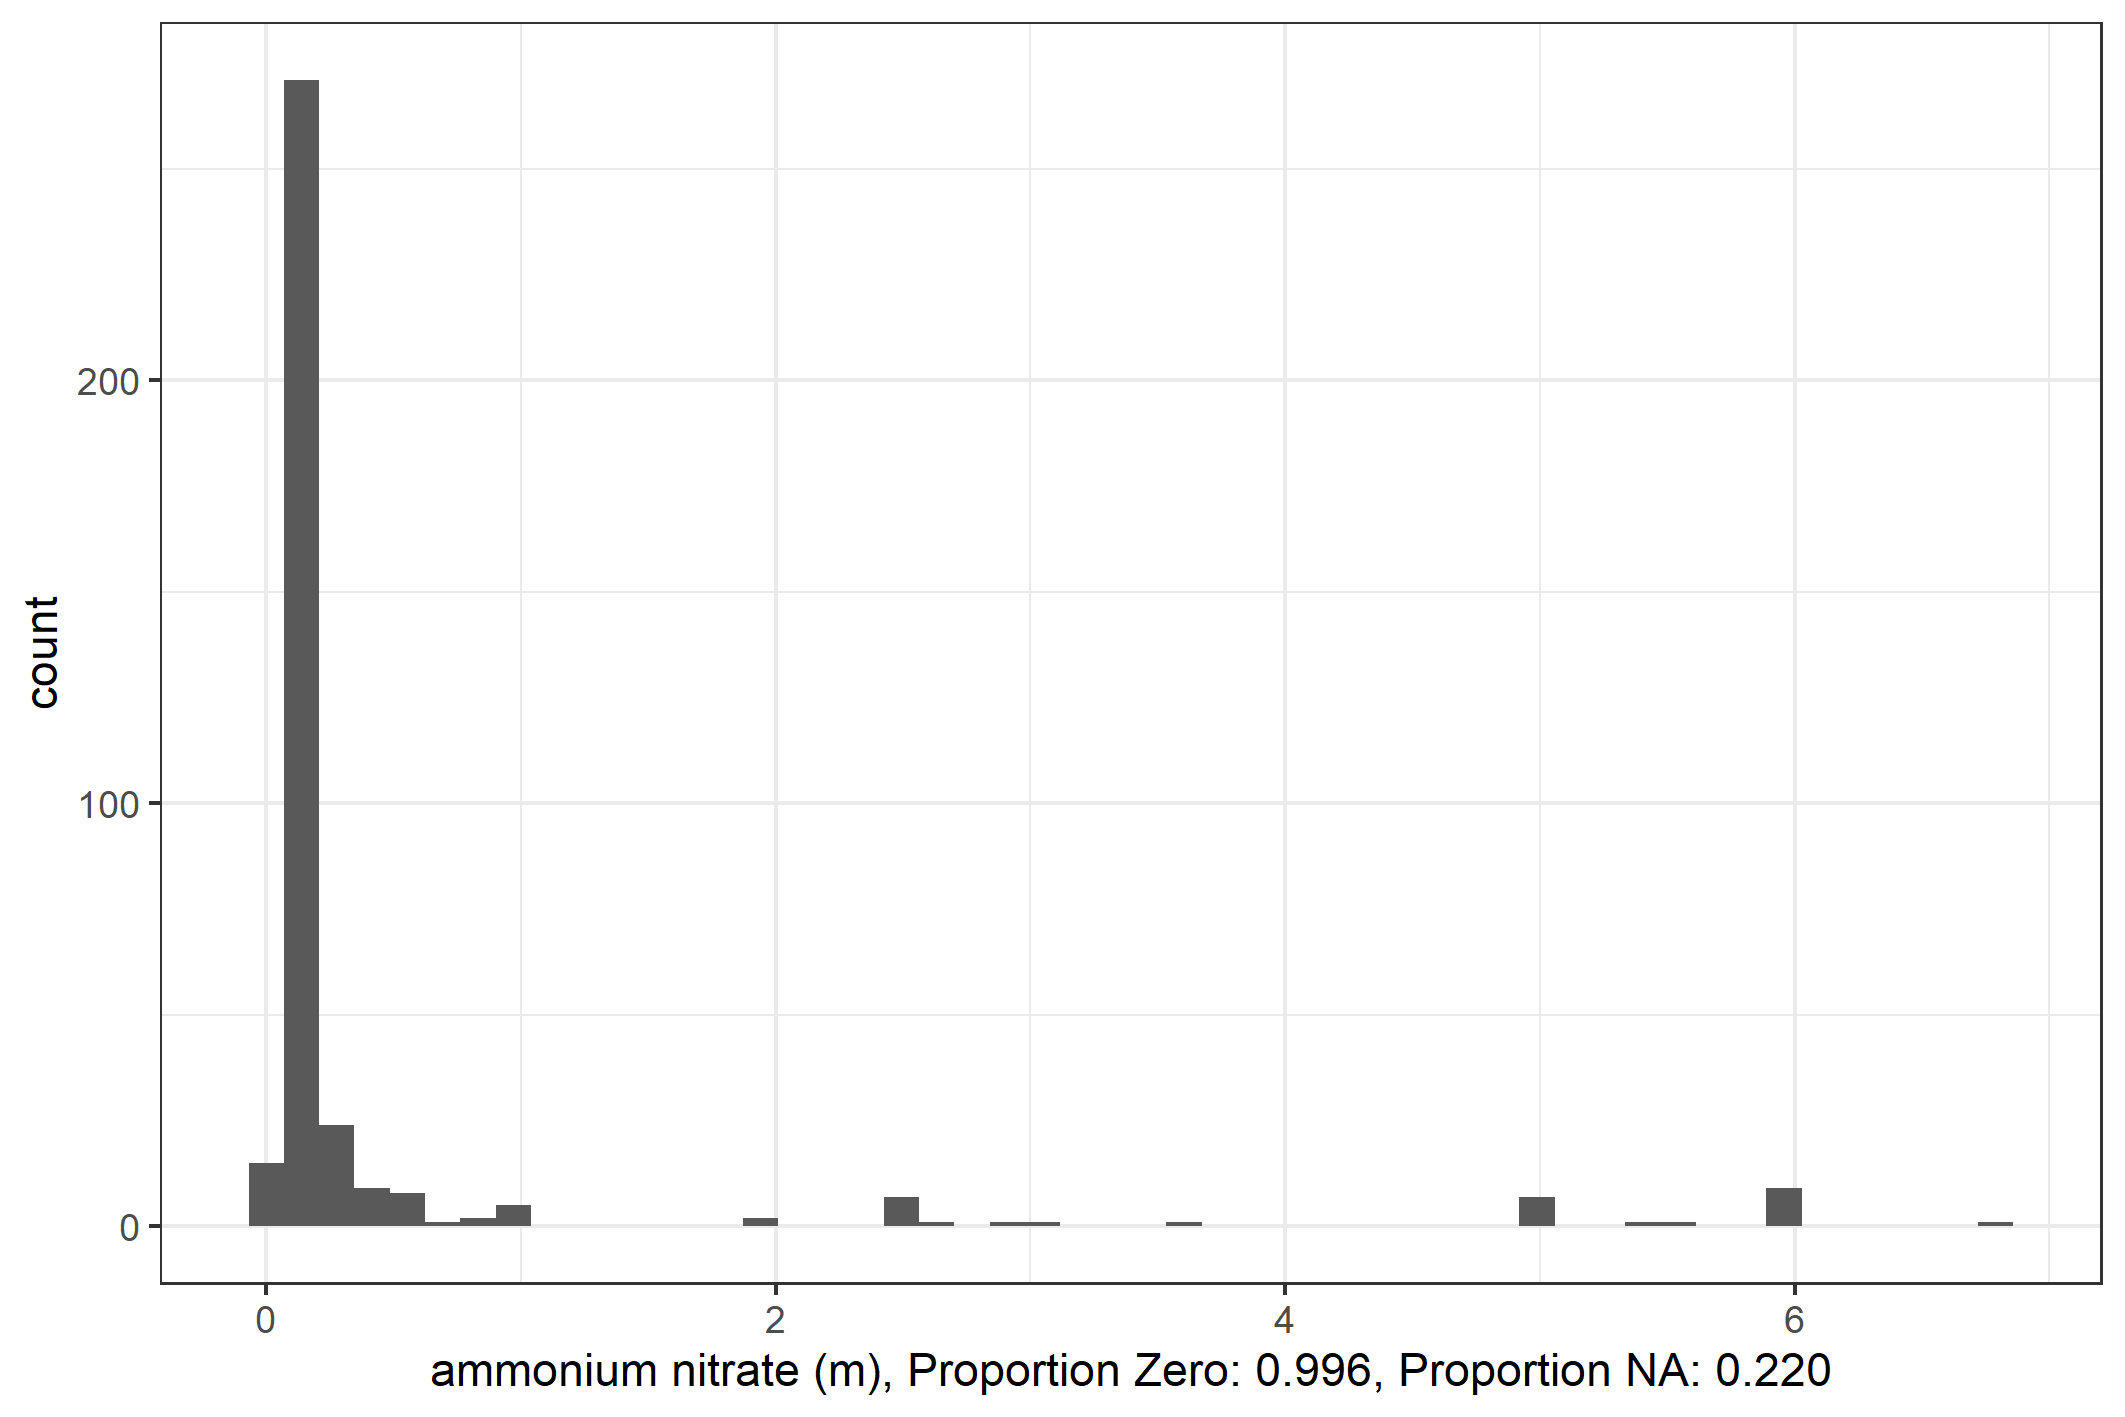 count
200
100
0
0 2 4 6
ammonium nitrate (m), Proportion Zero: 0.996, Proportion NA: 0.220